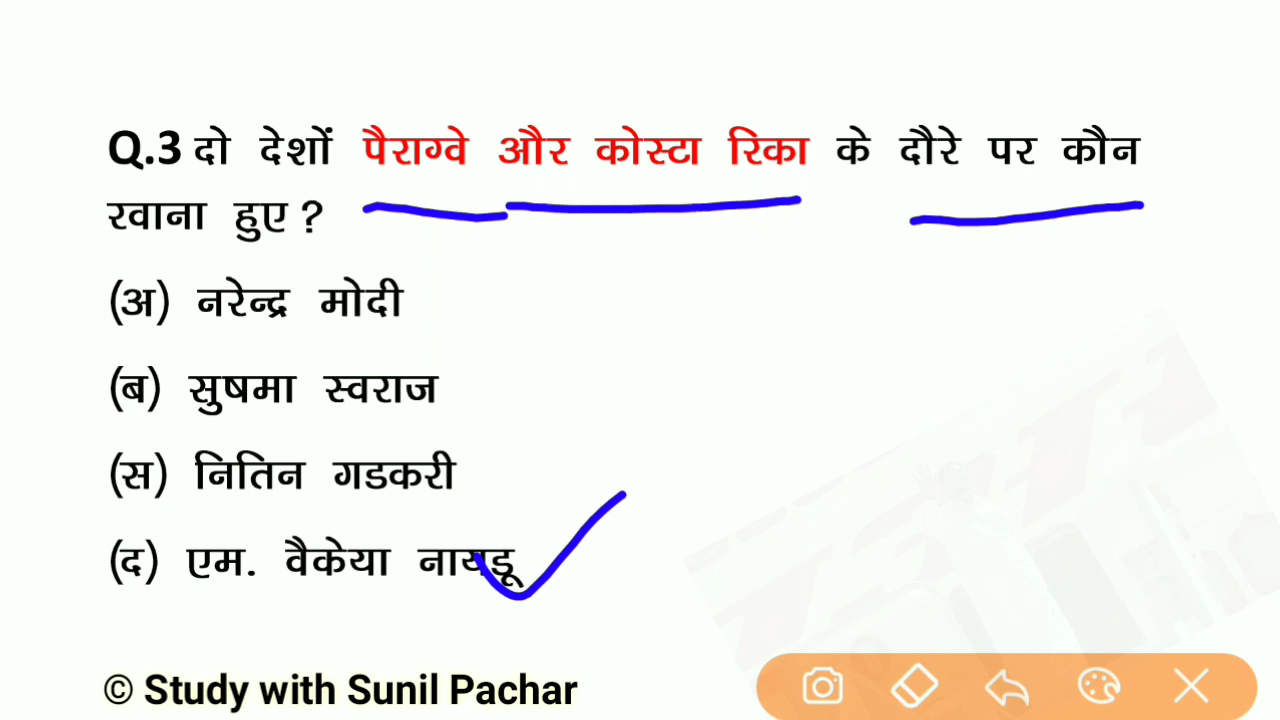 Q.3 दो देशों पैराग्वे और कोस्टा रिका के दौरे पर कौन
रवाना हुए ?
(अ) नरेन्द्र मोदी
(ब) सुषमा स्वराज
(स) नितिन गडकरी
(द) एम. वैकेया नायडू
© Study with Sunil Pachar